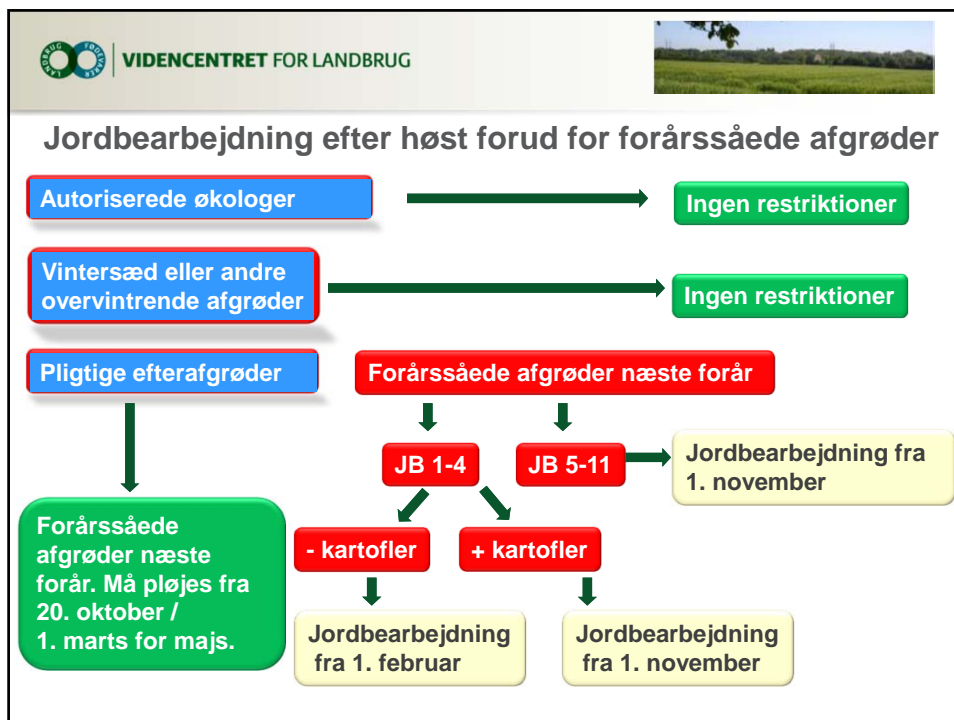 LANDBRUG FØDEVARER
VIDENCENTRET FOR LANDBRUG
Jordbearbejdning efter høst forud for forårssåede afgrøder
Autoriserede økologer
Ingen restriktioner
Vintersæd eller andre
overvintrende afgrøder
Ingen restriktioner
Pligtige efterafgrøder
Forårssåede afgrøder næste forår
JB 1-4
JB 5-11
Jordbearbejdning fra
1. november
Forårssåede
afgrøder næste
forår. Må pløjes fra
20. oktober /
1. marts for majs.
- kartofler
+ kartofler
Jordbearbejdning
fra 1. februar
Jordbearbejdning
fra 1. november